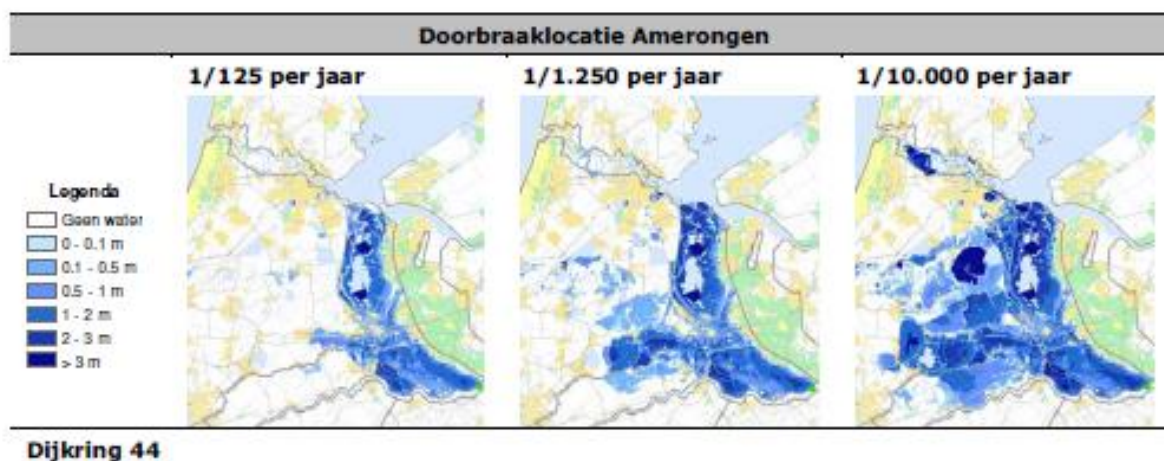 Doorbraaklocatie Amerongen
1/125 per jaar
1/1.250 per jaar
1/10.000 per jaar
Legenda
Geen water
0 - 0.1 m
0.1 - 0.5 m
0.5 - 1 m
1 - 2 m
2 - 3 m
> 3 m
Dijkring 44